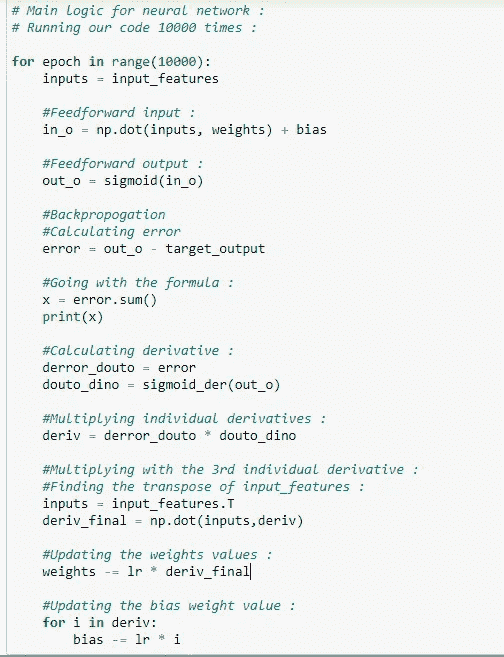 # Main logic for neural network :
# Running our code 10000 times :
for epoch in range(10000):
    inputs = input_features
    #Feedforward input :
    in_o = np.dot(inputs, weights) + bias
    #Feedforward output :
    out_o = sigmoid(in_o)
    #Backpropogation
    #Calculating error
    error = out_o - target_output
    #Going with the formula :
    x = error.sum()
    print(x)
    #Calculating derivative :
    derror_douto = error
    douto_dino = sigmoid_der(out_o)
    #Multiplying individual derivatives :
    deriv = derror_douto * douto_dino
    #Multiplying with the 3rd individual derivative :
    #Finding the transpose of input_features :
    inputs = input_features.T
    deriv_final = np.dot(inputs,deriv)
    #Updating the weights values :
    weights -= lr * deriv_final
    #Updating the bias weight value :
    for i in deriv:
        bias -= lr * i